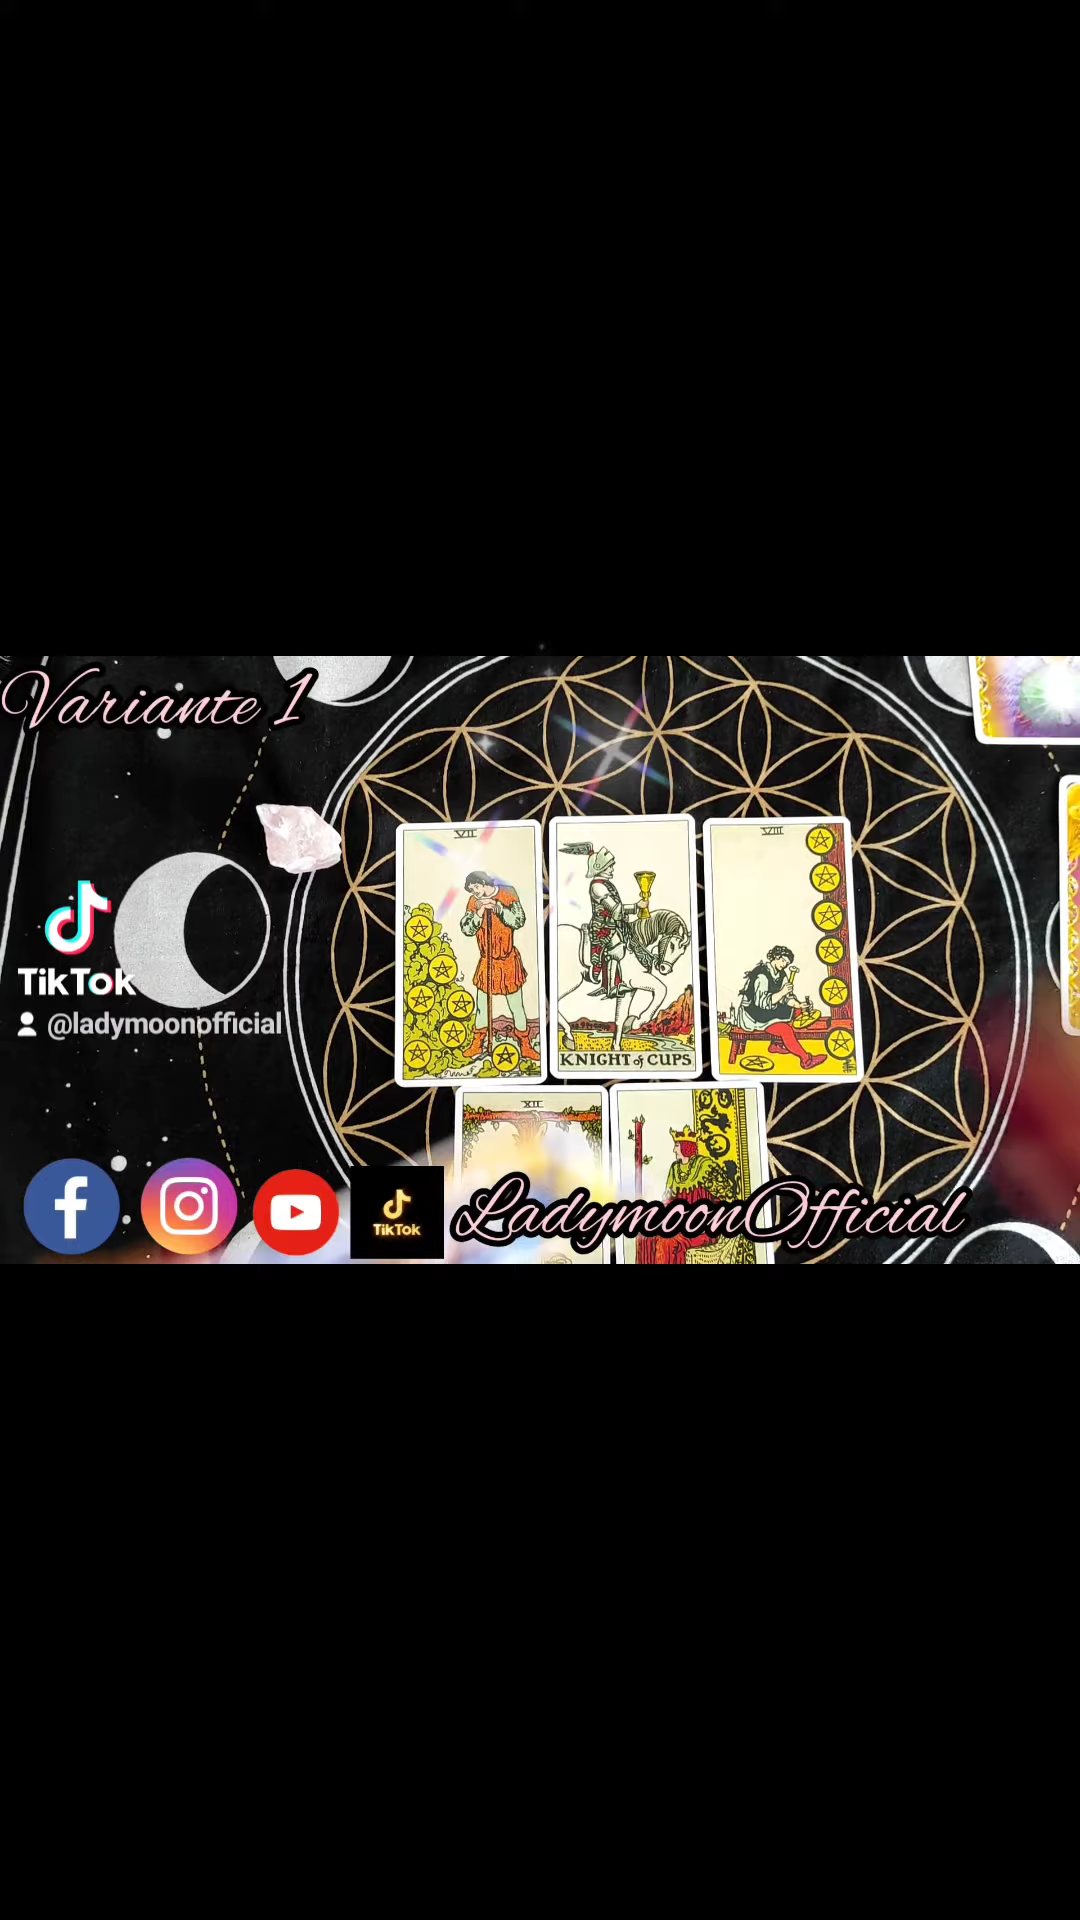 Variante 1
VII
VIII
KNIGHT of CUPS
TikTok
@ladymoonofficial
XII
TikTok
LadymoonOfficial